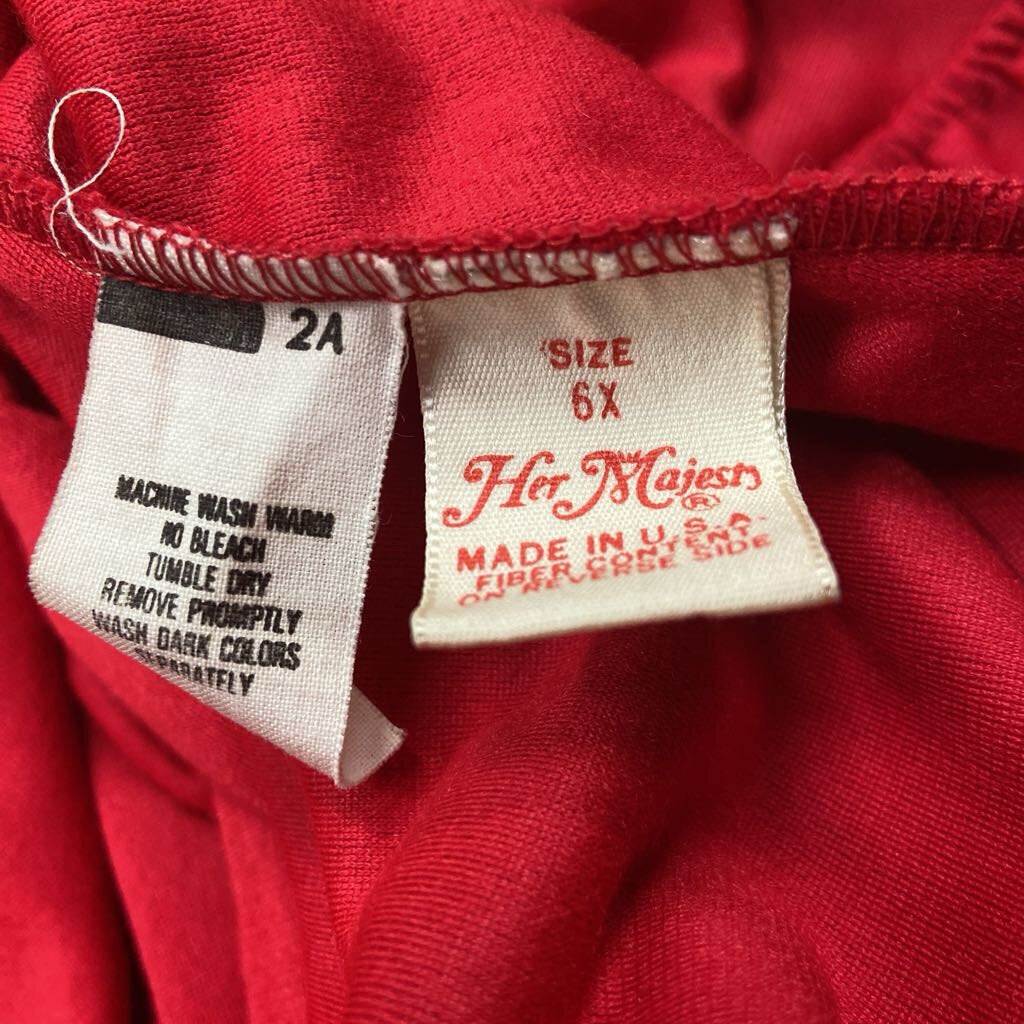 2A
MACHINE WASH WARM
NO BLEACH
TUMBLE DRY
REMOVE PROMPTLY
WASH DARK COLORS
SEPARATELY
SIZE
6X
Her Majesty®
MADE IN U.S.A.
FIBER CONTENT
ON REVERSE SIDE